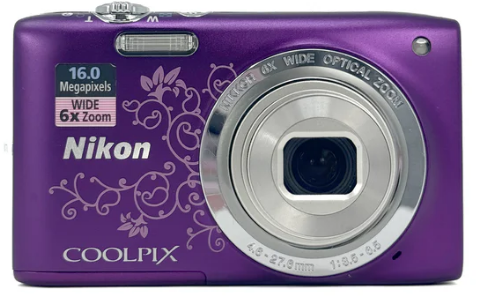 T W
16.0
Megapixels
WIDE
6x Zoom
Nikon
COOLPIX
NIKKOR 6X WIDE OPTICAL ZOOM
4.6-27.6mm 1:3.5-6.5